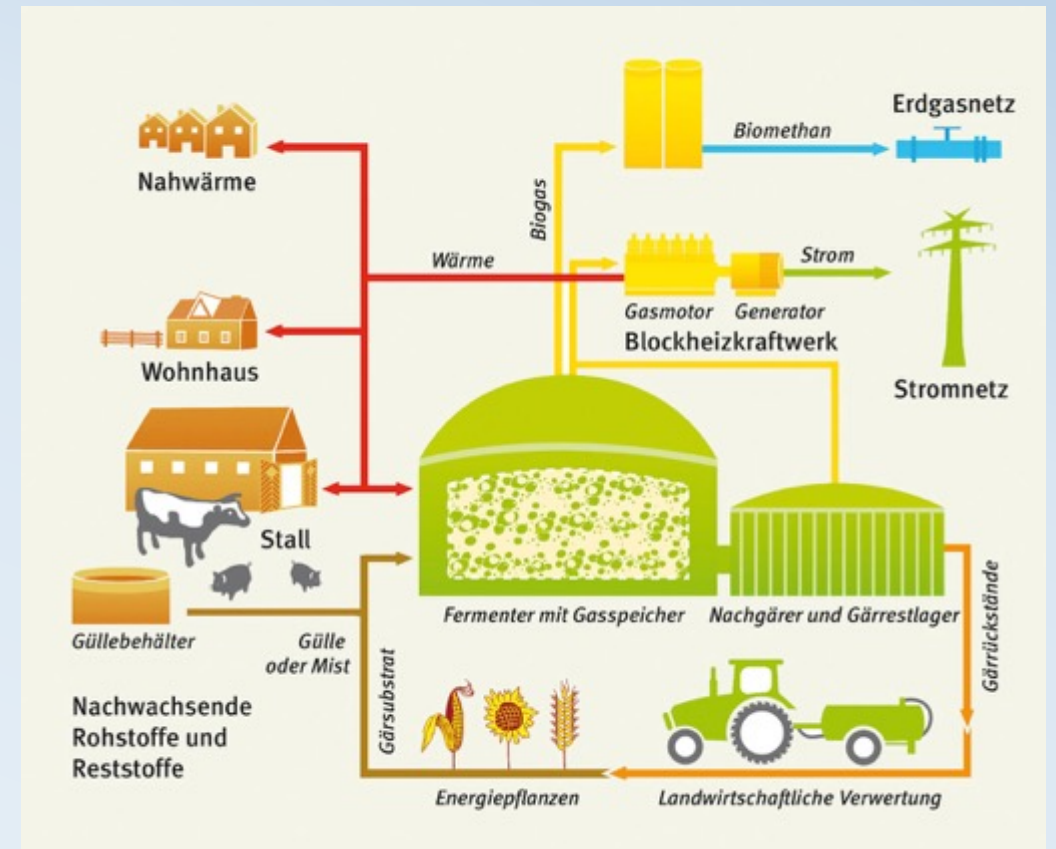 Erdgasnetz
Biomethan
Nahwärme
Biogas
Wärme
Strom
Gasmotor
Generator
Blockheizkraftwerk
Wohnhaus
Stromnetz
Stall
Fermenter mit Gasspeicher
Nachgärer und Gärrestlager
Güllebehälter
Gülle
oder Mist
Gärrückstände
Gärsubstrat
Nachwachsende
Rohstoffe und
Reststoffe
Energiepflanzen
Landwirtschaftliche Verwertung